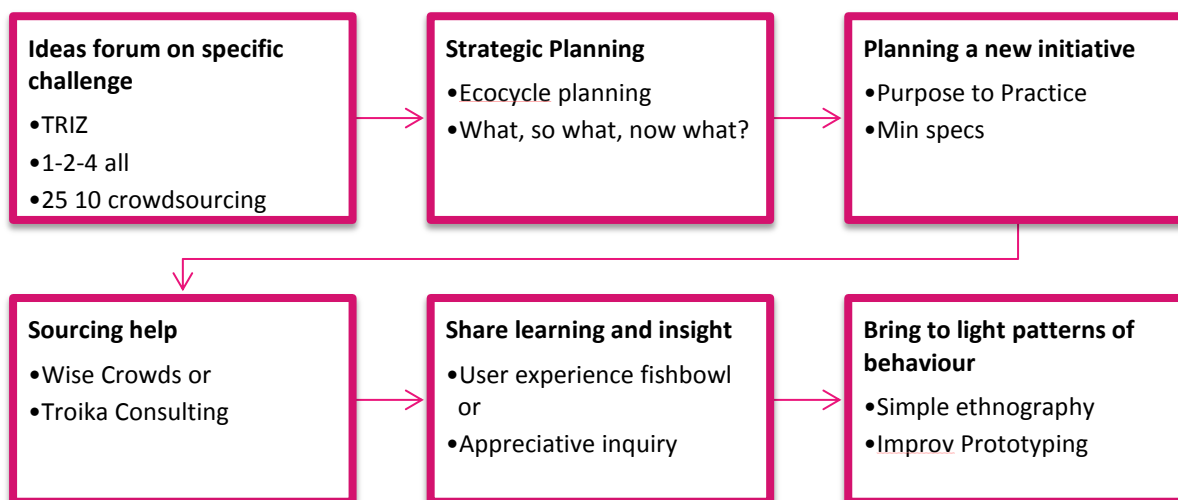 Ideas forum on specific
challenge
•TRIZ
•1-2-4 all
•25 10 crowdsourcing
Strategic Planning
•Ecocycle planning
•What, so what, now what?
Planning a new initiative
•Purpose to Practice
•Min specs
Sourcing help
•Wise Crowds or
•Troika Consulting
Share learning and insight
•User experience fishbowl
or
•Appreciative inquiry
Bring to light patterns of
behaviour
•Simple ethnography
•Improv Prototyping